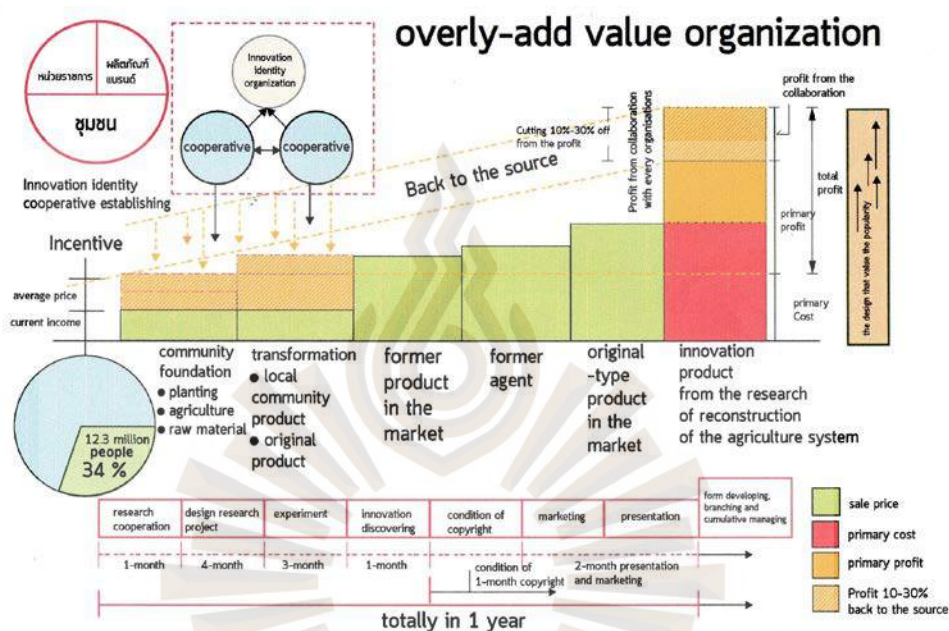 overly-add value organization
หน่วยราชการ
ผลิตภัณฑ์
แบรนด์
ชุมชน
Innovation
identity
organization
cooperative
cooperative
Innovation identity
cooperative establishing
Cutting 10%-30% off
from the profit
Back to the source
Profit from collaboration
with every organisations
profit from the
collaboration
total
profit
primary
profit
primary
Cost
the design that value the popularity
Incentive
average price
current income
12.3 million
people
34 %
community
foundation
● planting
● agriculture
● raw material
transformation
● local
community
product
● original
product
former
product
in the
market
former
agent
original
-type
product
in the
market
innovation
product
from the research
of reconstruction
of the agriculture system
research
cooperation
design research
project
experiment
innovation
discovering
condition of
copyright
marketing
presentation
form developing,
branching and
cumulative managing
1-month
4-month
3-month
1-month
condition of
1-month copyright
2-month presentation
and marketing
totally in 1 year
sale price
primary cost
primary profit
Profit 10-30%
back to the source